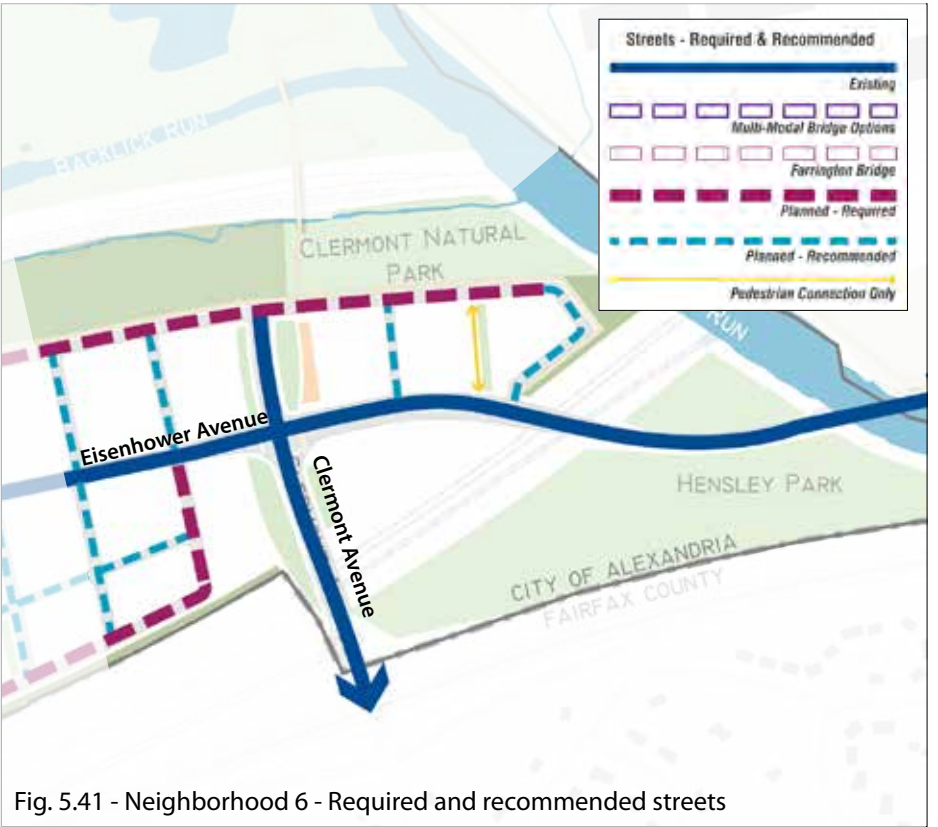 Streets - Required & Recommended
Existing
Multi-Modal Bridge Options
Farrington Bridge
Planned - Required
Planned - Recommended
Pedestrian Connection Only
BACKLICK RUN
CLERMONT NATURAL
PARK
RUN
Eisenhower Avenue
Clermont Avenue
HENSLEY PARK
CITY OF ALEXANDRIA
FAIRFAX COUNTY
Fig. 5.41 - Neighborhood 6 - Required and recommended streets